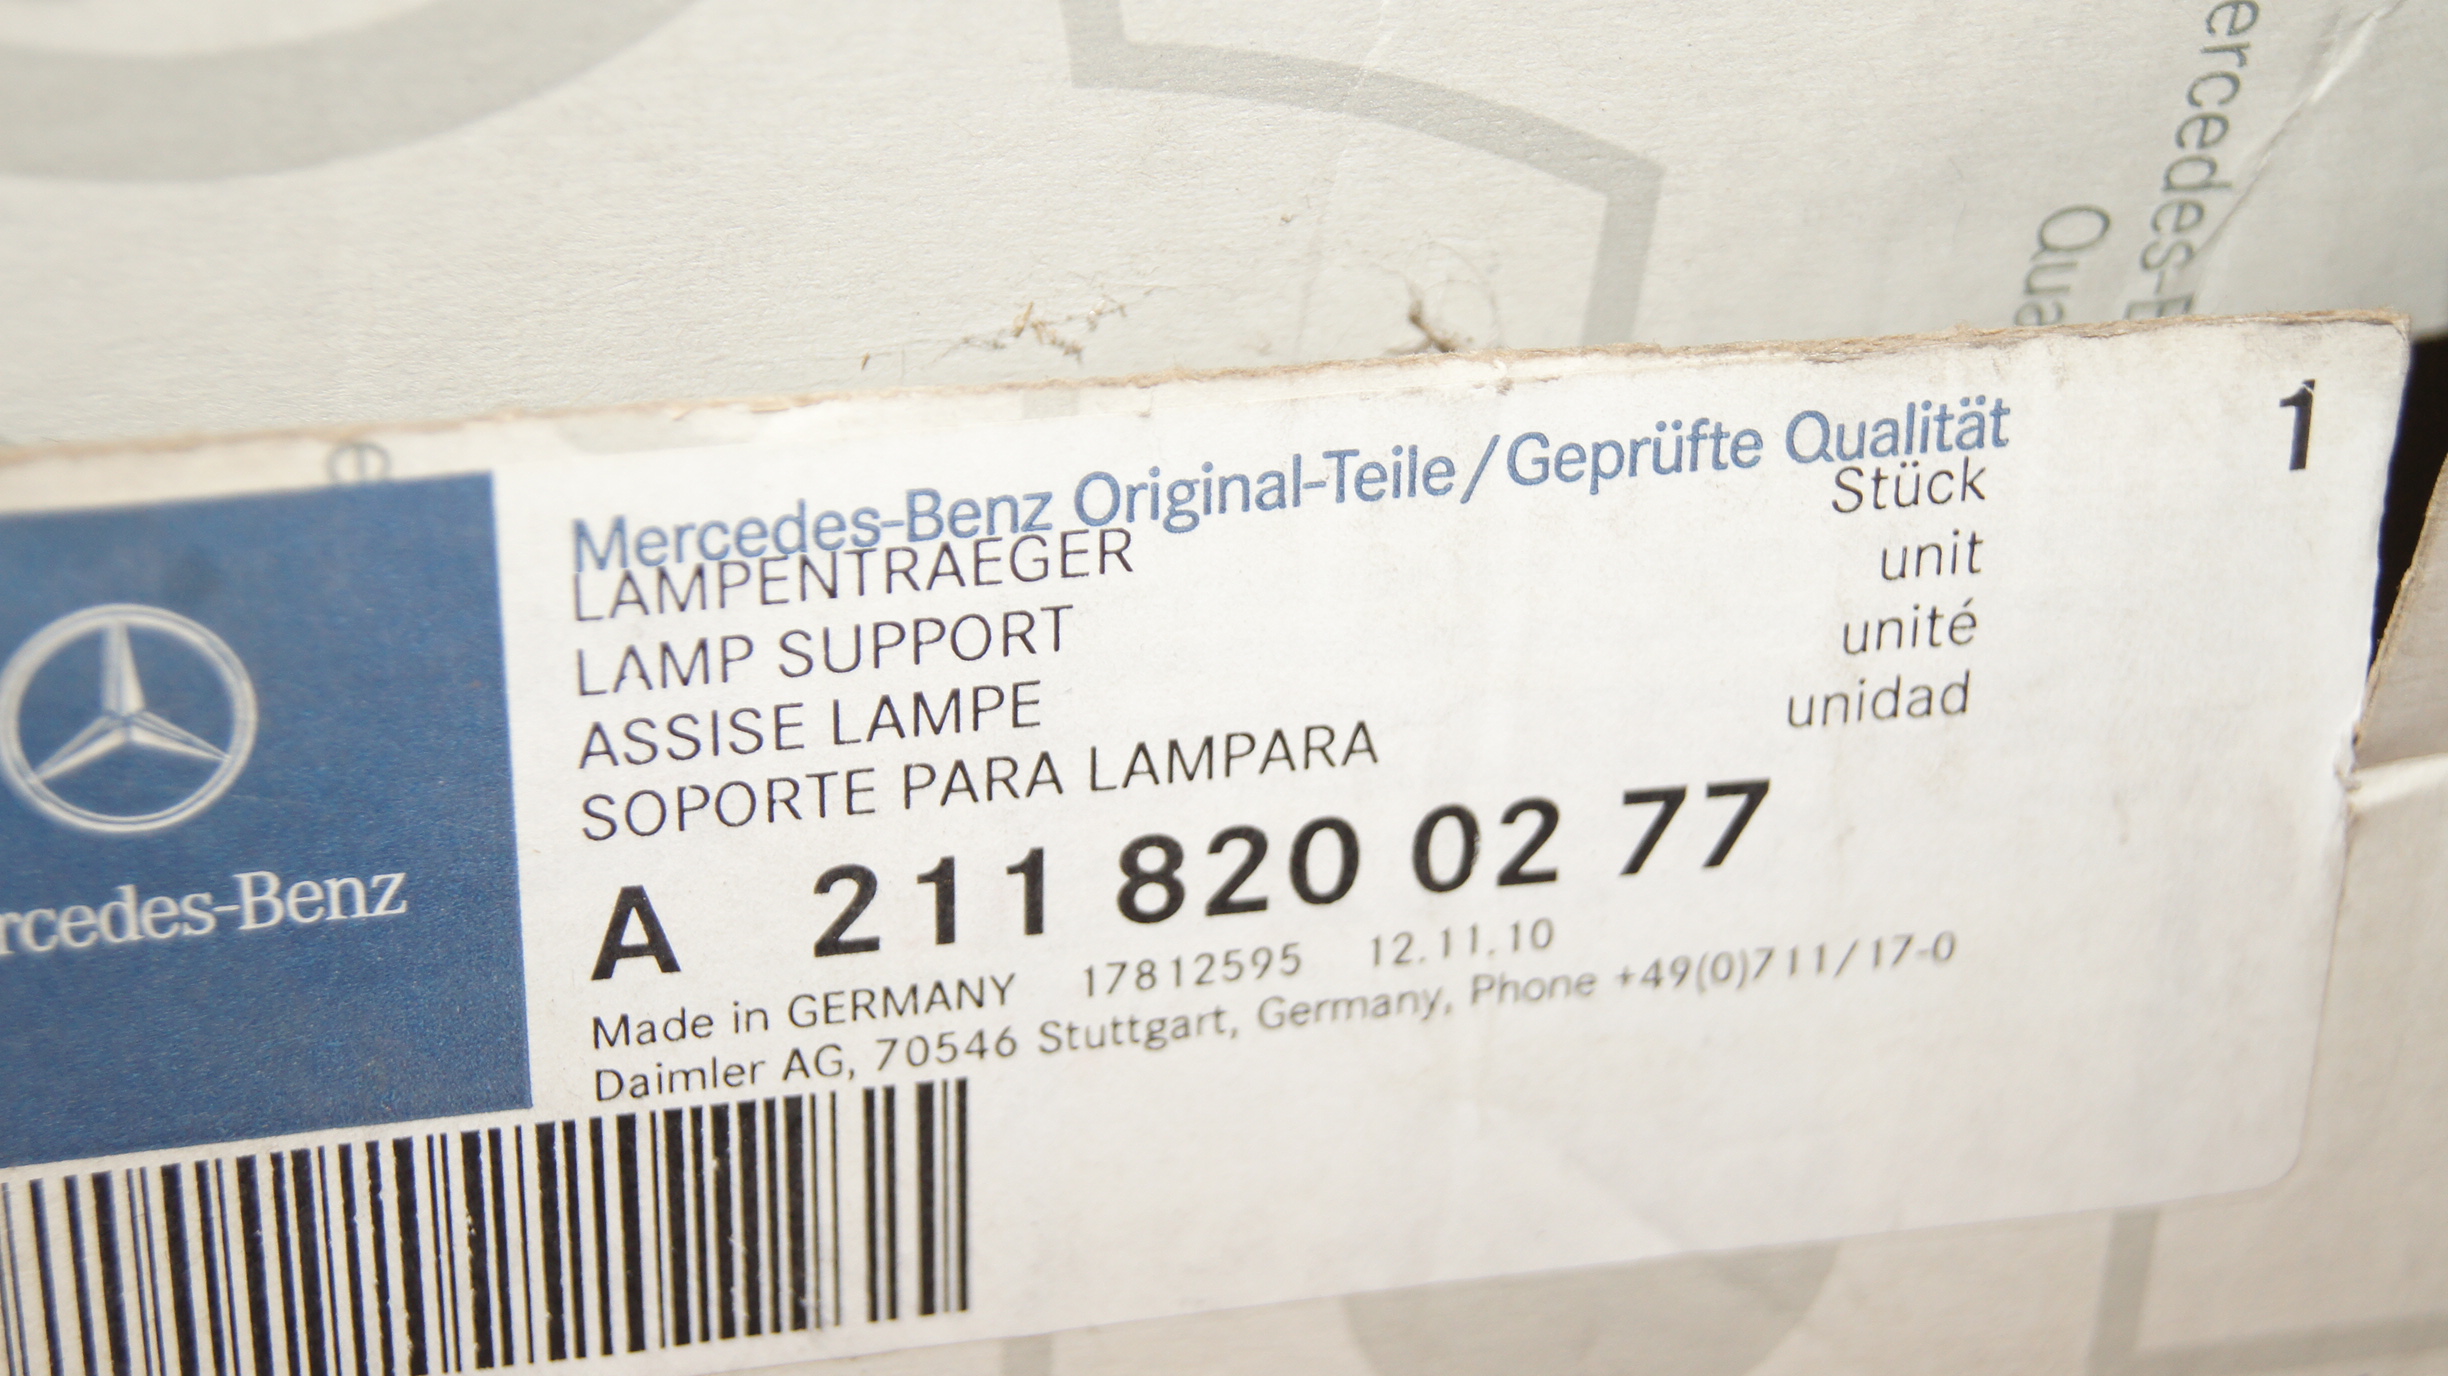 ercedes-B
Qua
e
Mercedes-Benz Original-Teile/Geprüfte Qualität
1
LAMPENTRAEGER
Stück
LAMP SUPPORT
unit
ASSISE LAMPE
unité
SOPORTE PARA LAMPARA
unidad
A 211 820 02 77
Made in GERMANY 17812595 12.11.10
Daimler AG, 70546 Stuttgart, Germany, Phone +49(0)711/17-0
rcedes-Benz